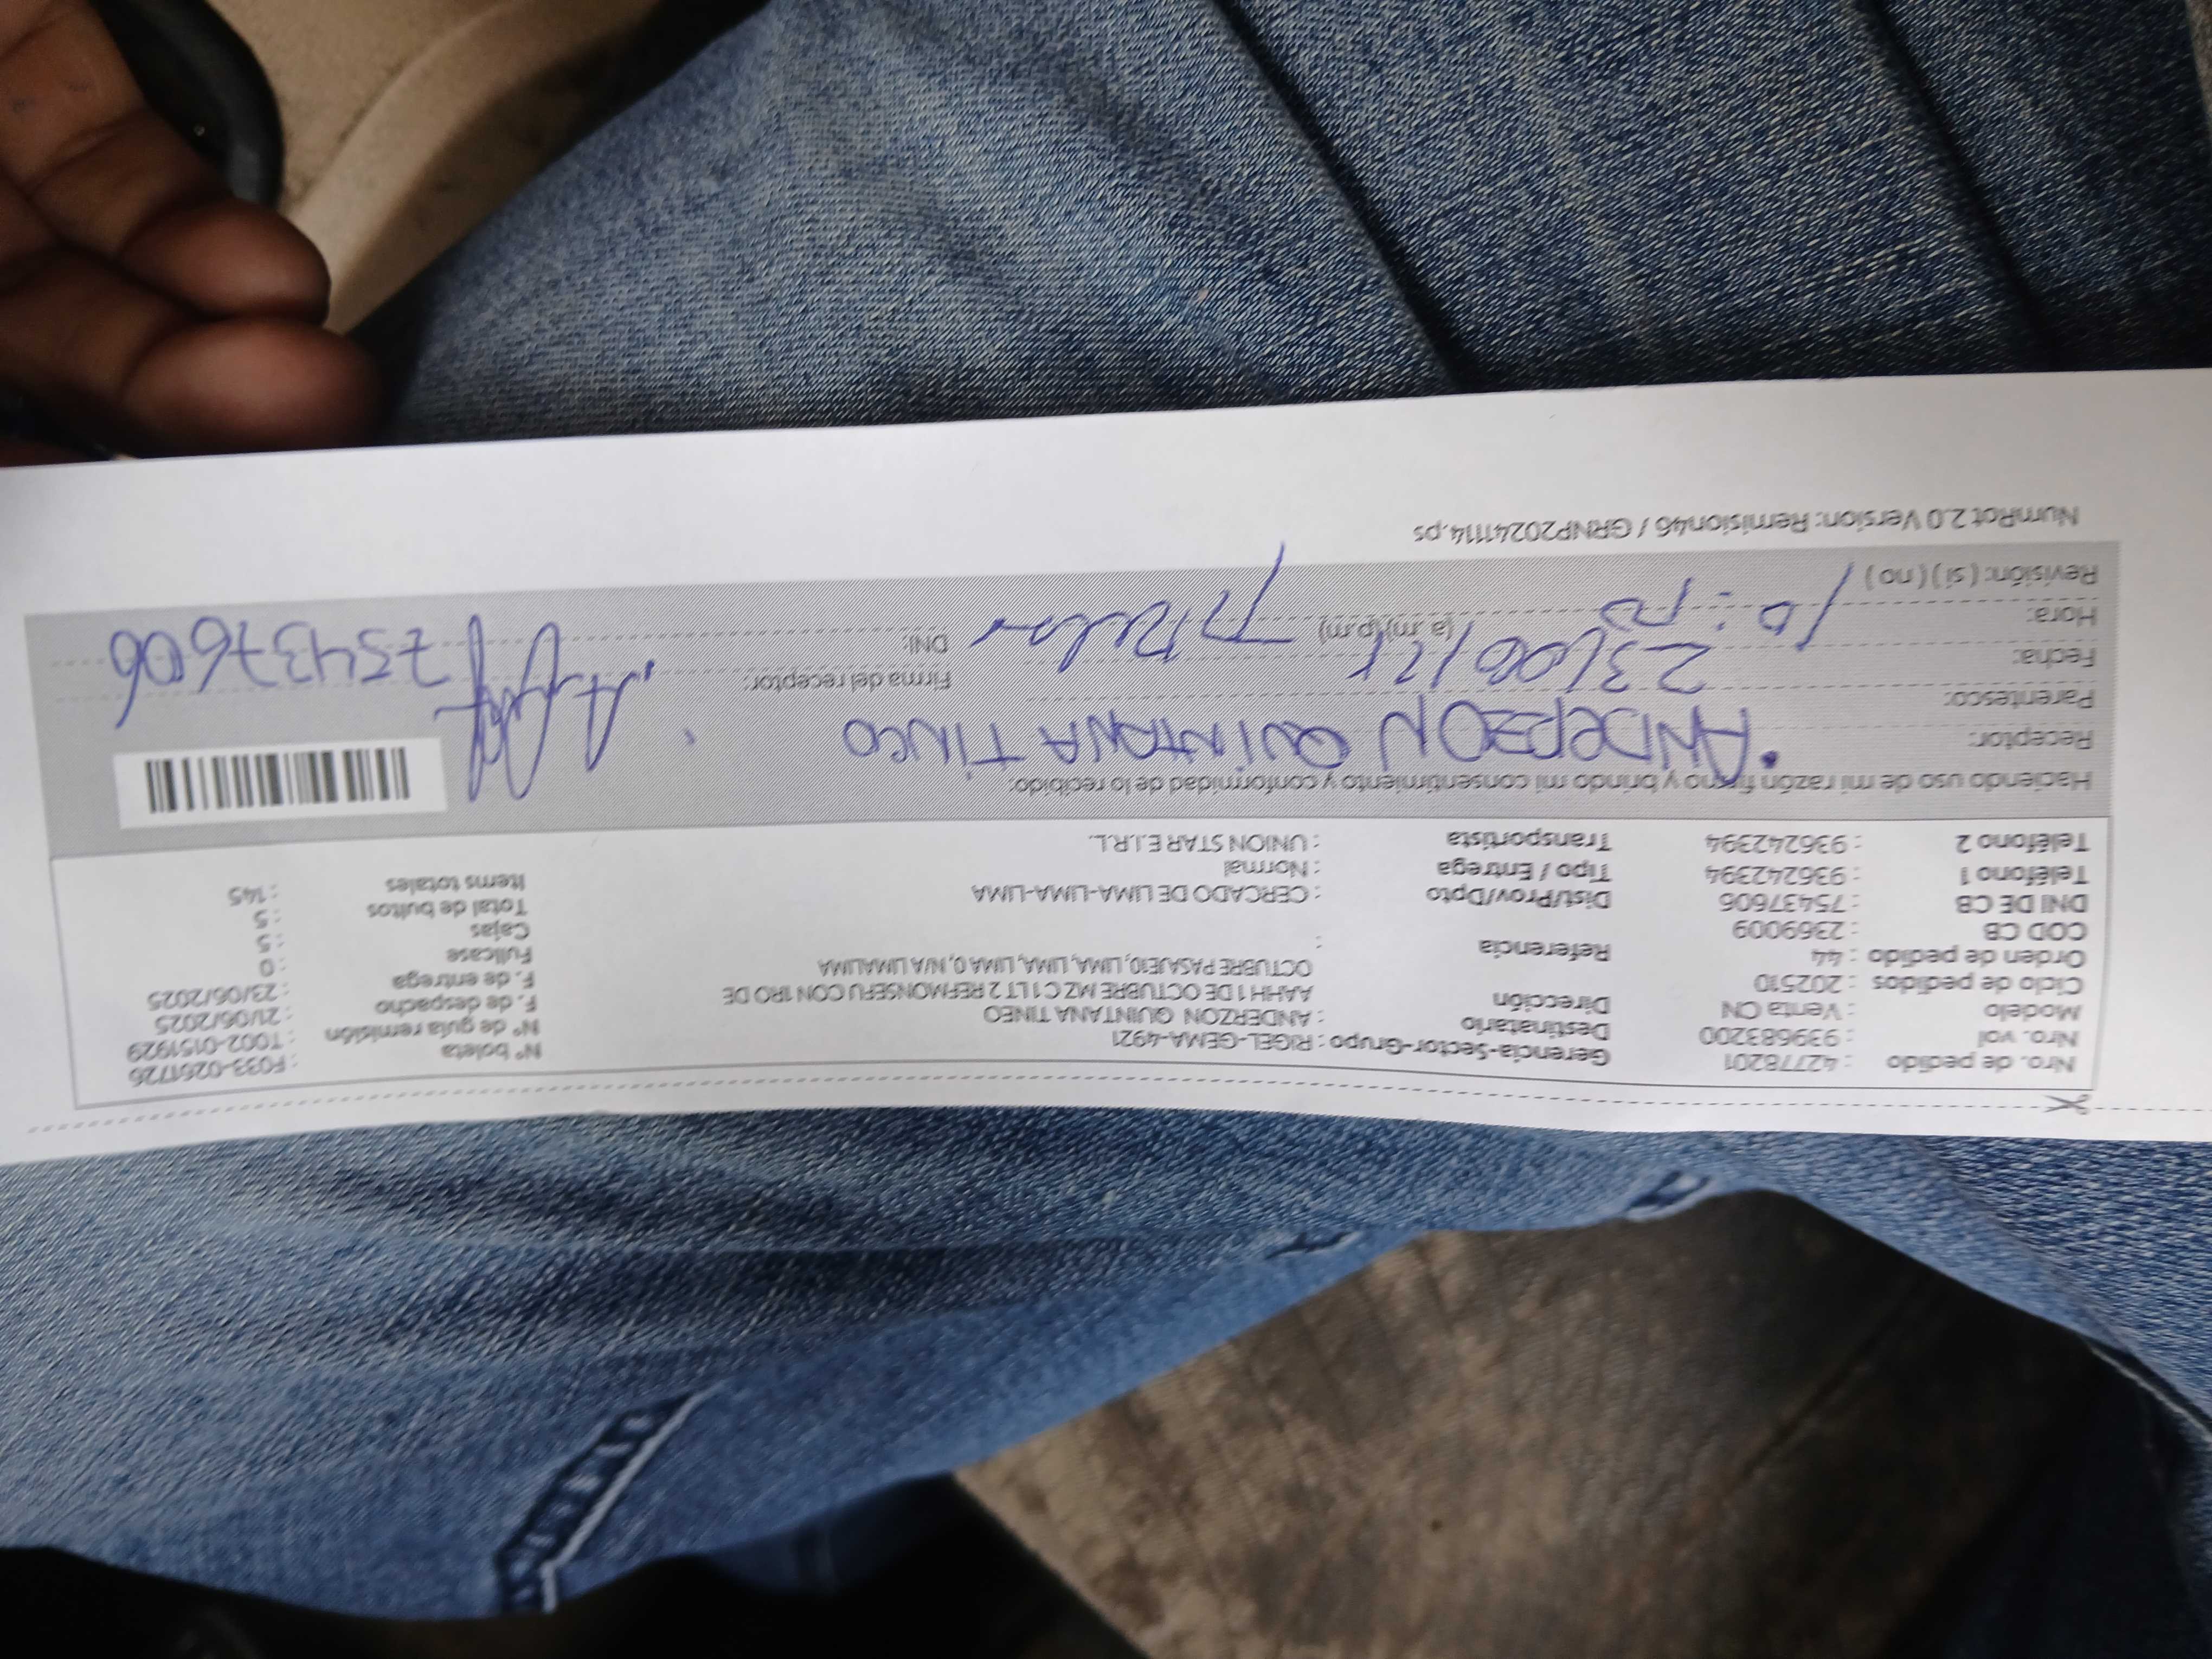 Nro. de pedido : 42778201
Nro. vol : 939683200
Modelo : Venta CN
Ciclo de pedidos : 202510
Orden de pedido : 44
COD CB : 2369009
DNI DE CB : 75437606
Teléfono 1 : 936242394
Teléfono 2 : 936242394
Gerencia-Sector-Grupo : RIGEL-GEMA-4921
Destinatario : ANDERZON QUINTANA TINEO
Dirección : AAHH 1 DE OCTUBRE MZ C 1 LT 2 REFMONSEFU CON 1RO DE
OCTUBRE PASAJE10, LIMA, LIMA, LIMA 0, N/A LIMALIMA
Referencia :
Dist/Prov/Dpto : CERCADO DE LIMA-LIMA-LIMA
Tipo / Entrega : Normal
Transportista : UNION STAR E.I.R.L.
Nº boleta : F033-0261726
Nº de guía remisión : T002-0151929
F. de despacho : 21/06/2025
F. de entrega : 23/06/2025
Fullcase : 0
Cajas : 5
Total de bultos : 5
Items totales : 145
Haciendo uso de mi razón firmo y brindo mi consentimiento y conformidad de lo recibido:
Receptor: ANDERZON QUINTANA TINEO
Parentesco:
Fecha: 23/06/25
Hora: 10:10 (a.m)(p.m)
Revisión: ( si ) ( no )
Firma del receptor:
DNI: 75437606
NumRot 2.0 Version: Remision46 / GRNP20241114.ps